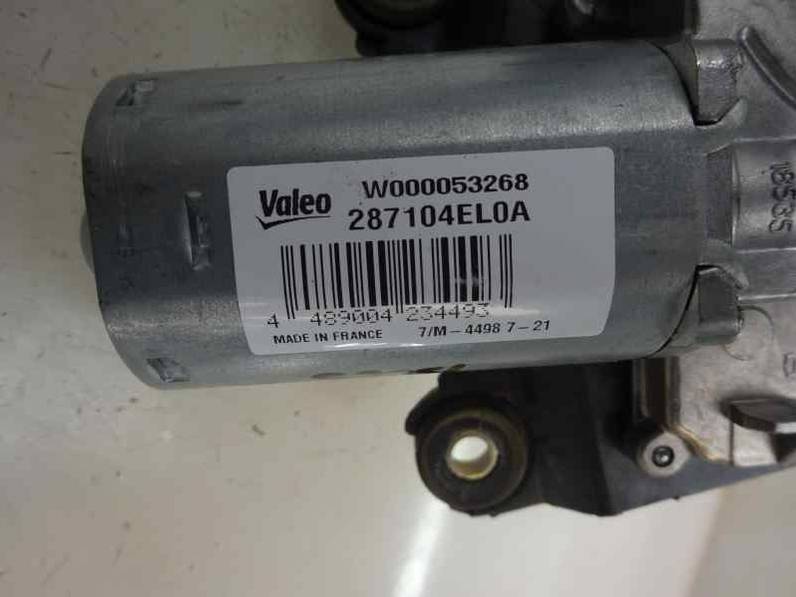 Valeo W000053268
287104EL0A
4 489004 234493
MADE IN FRANCE 7/M-4498 7-21
18535